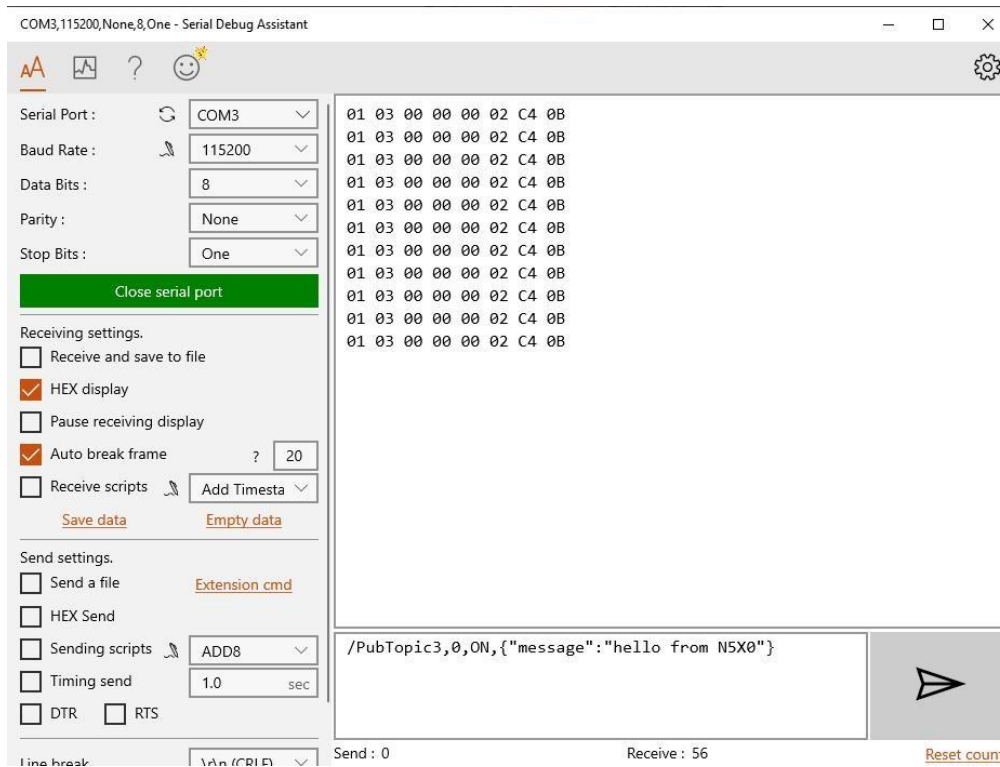 COM3,115200,None,8,One - Serial Debug Assistant
AA
Serial Port :
COM3
Baud Rate :
115200
Data Bits :
8
Parity :
None
Stop Bits :
One
Close serial port
Receiving settings.
Receive and save to file
HEX display
Pause receiving display
Auto break frame ? 20
Receive scripts
Add Timesta
Save data
Empty data
Send settings.
Send a file
Extension cmd
HEX Send
Sending scripts
ADD8
Timing send
1.0 sec
DTR
RTS
Line break
\r\n (CRLF)
01 03 00 00 00 02 C4 0B
01 03 00 00 00 02 C4 0B
01 03 00 00 00 02 C4 0B
01 03 00 00 00 02 C4 0B
01 03 00 00 00 02 C4 0B
01 03 00 00 00 02 C4 0B
01 03 00 00 00 02 C4 0B
01 03 00 00 00 02 C4 0B
01 03 00 00 00 02 C4 0B
01 03 00 00 00 02 C4 0B
01 03 00 00 00 02 C4 0B
/PubTopic3,0,ON,{"message":"hello from N5X0"}
Send : 0
Receive : 56
Reset coun